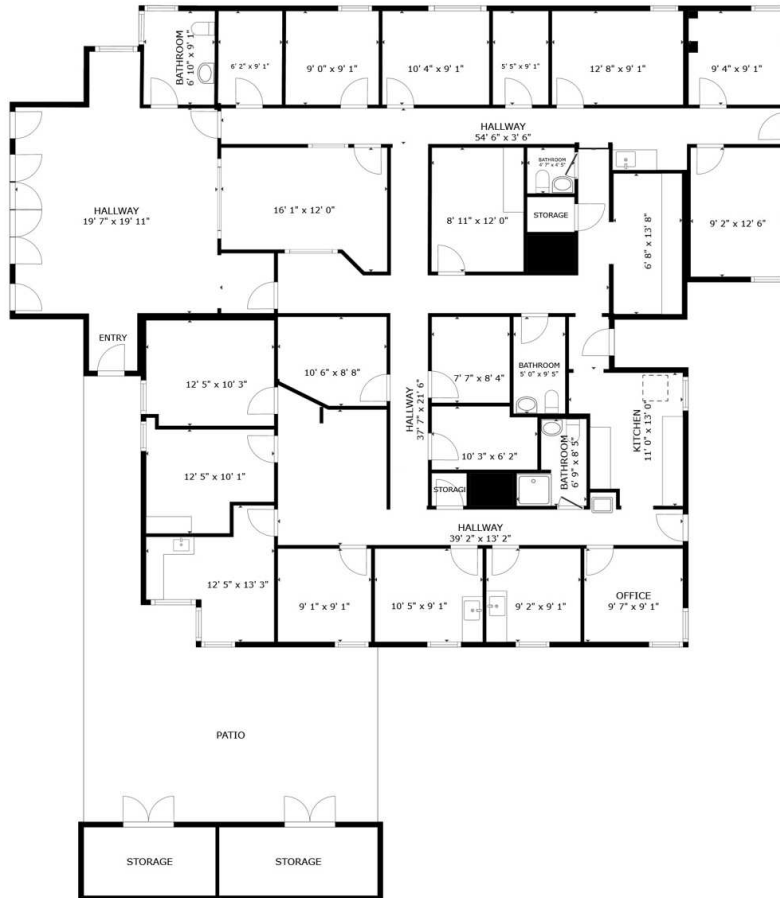 BATHROOM
6' 10" x 9' 1"
6' 2" x 9' 1"
9' 0" x 9' 1"
10' 4" x 9' 1"
5' 5" x 9' 1"
12' 8" x 9' 1"
9' 4" x 9' 1"
HALLWAY
54' 6" x 3' 6"
HALLWAY
19' 7" x 19' 11"
16' 1" x 12' 0"
8' 11" x 12' 0"
BATHROOM
4' 7" x 4' 5"
STORAGE
6' 8" x 13' 8"
9' 2" x 12' 6"
ENTRY
12' 5" x 10' 3"
10' 6" x 8' 8"
HALLWAY
37' 7" x 21' 6"
7' 7" x 8' 4"
BATHROOM
5' 0" x 9' 5"
KITCHEN
11' 0" x 13' 0"
12' 5" x 10' 1"
10' 3" x 6' 2"
BATHROOM
6' 9" x 8' 5"
STORAGE
HALLWAY
39' 2" x 13' 2"
12' 5" x 13' 3"
9' 1" x 9' 1"
10' 5" x 9' 1"
9' 2" x 9' 1"
OFFICE
9' 7" x 9' 1"
PATIO
STORAGE
STORAGE